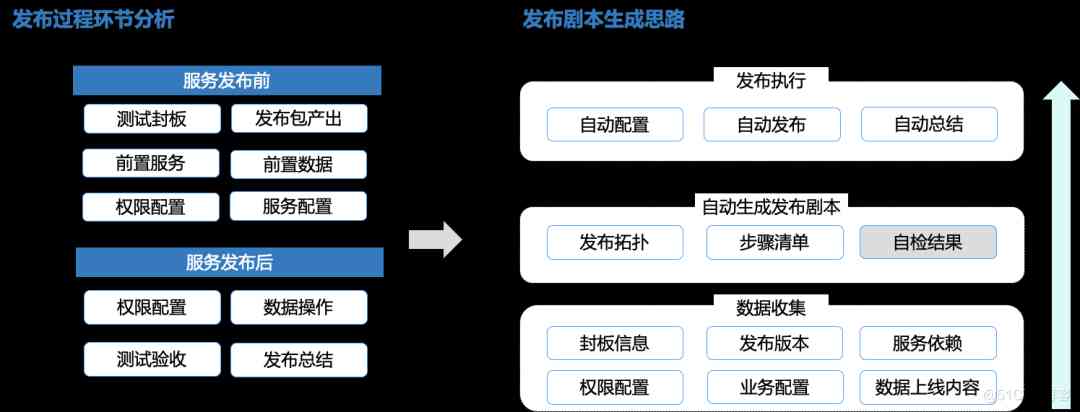 发布过程环节分析
服务发布前
测试封板 发布包产出
前置服务 前置数据
权限配置 服务配置
服务发布后
权限配置 数据操作
测试验收 发布总结
发布剧本生成思路
发布执行
自动配置 自动发布 自动总结
自动生成发布剧本
发布拓扑 步骤清单 自检结果
数据收集
封板信息 发布版本 服务依赖
权限配置 业务配置 数据上线内容